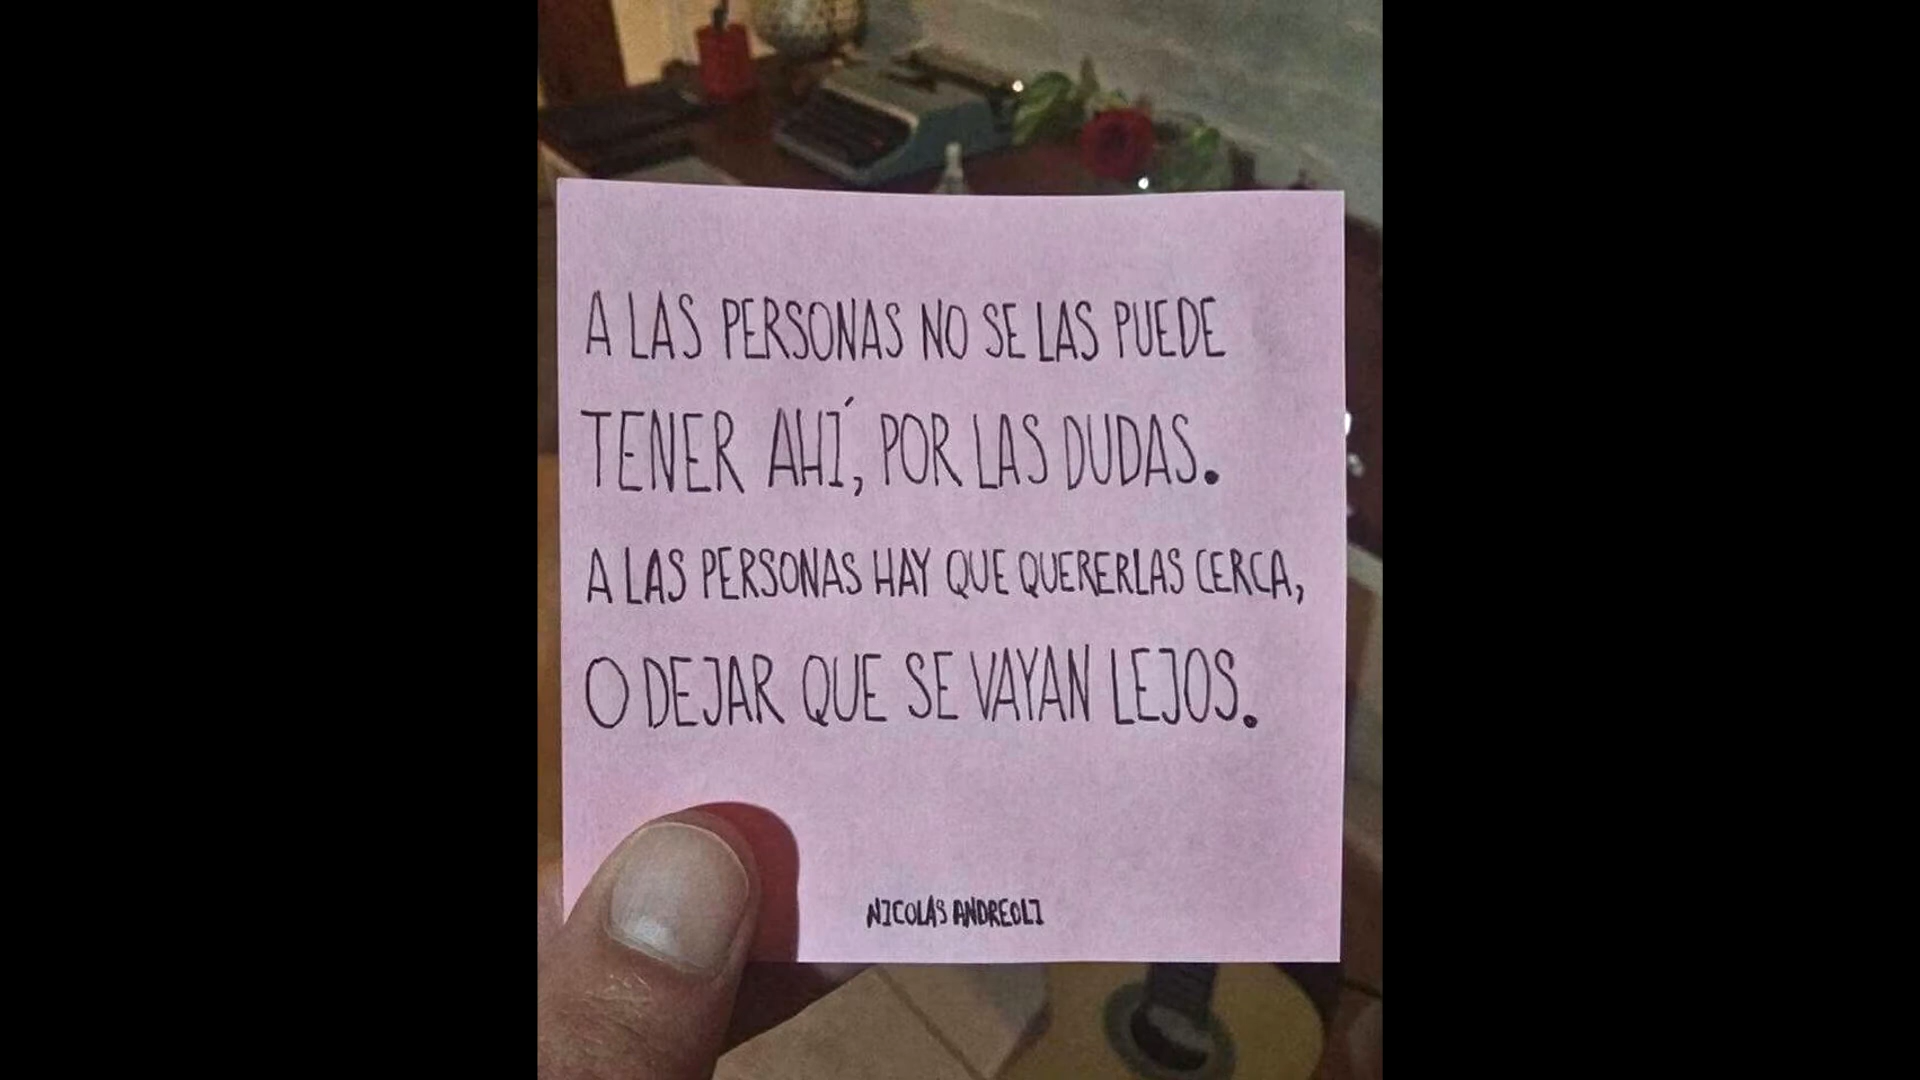 A LAS PERSONAS NO SE LAS PUEDE
TENER AHÍ, POR LAS DUDAS.
A LAS PERSONAS HAY QUE QUERERLAS CERCA,
O DEJAR QUE SE VAYAN LEJOS.
NICOLÁS ANDREOLI